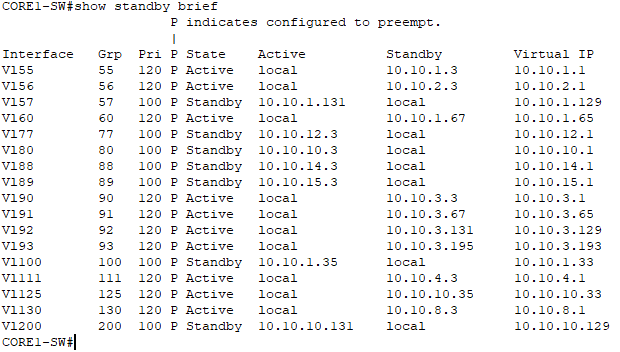 CORE1-SW#show standby brief
P indicates configured to preempt.
|
Interface Grp Pri P State Active Standby Virtual IP
Vl55 55 120 P Active local 10.10.1.3 10.10.1.1
Vl56 56 120 P Active local 10.10.2.3 10.10.2.1
Vl57 57 100 P Standby 10.10.1.131 local 10.10.1.129
Vl60 60 120 P Active local 10.10.1.67 10.10.1.65
Vl77 77 100 P Standby 10.10.12.3 local 10.10.12.1
Vl80 80 100 P Standby 10.10.10.3 local 10.10.10.1
Vl88 88 100 P Standby 10.10.14.3 local 10.10.14.1
Vl89 89 100 P Standby 10.10.15.3 local 10.10.15.1
Vl90 90 120 P Active local 10.10.3.3 10.10.3.1
Vl91 91 120 P Active local 10.10.3.67 10.10.3.65
Vl92 92 120 P Active local 10.10.3.131 10.10.3.129
Vl93 93 120 P Active local 10.10.3.195 10.10.3.193
Vl100 100 100 P Standby 10.10.1.35 local 10.10.1.33
Vl111 111 120 P Active local 10.10.4.3 10.10.4.1
Vl125 125 120 P Active local 10.10.10.35 10.10.10.33
Vl130 130 120 P Active local 10.10.8.3 10.10.8.1
Vl200 200 100 P Standby 10.10.10.131 local 10.10.10.129
CORE1-SW#